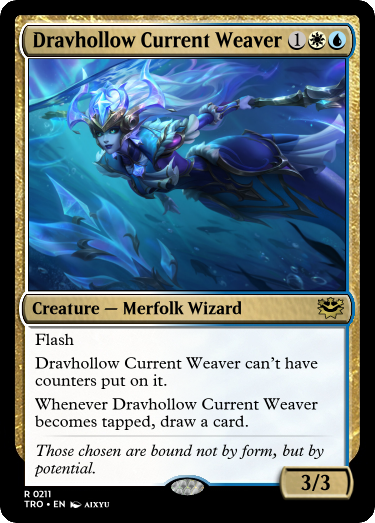 Dravhollow Current Weaver 1
Creature — Merfolk Wizard
Flash
Dravhollow Current Weaver can't have
counters put on it.
Whenever Dravhollow Current Weaver
becomes tapped, draw a card.
Those chosen are bound not by form, but by
potential.
3/3
R 0211
TRO • EN AIXYU